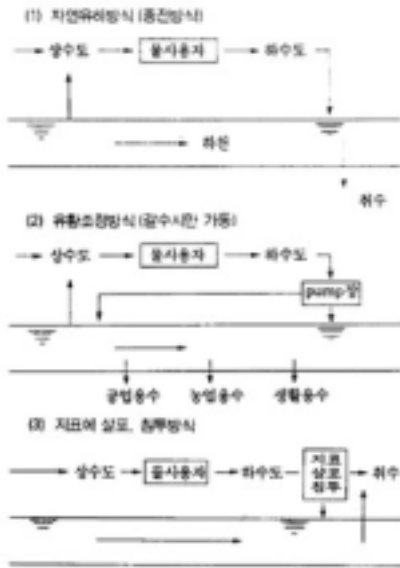 (1) 자연유하방식 (종전방식)
상수도 물사용자 하수도
하천
취수
(2) 유황조정방식 (갈수시만 가동)
상수도 물사용자 하수도
pump장
공업용수 농업용수 생활용수
(3) 지표에 살포, 침투방식
상수도 물사용자 하수도 지표 취수
살포
침투